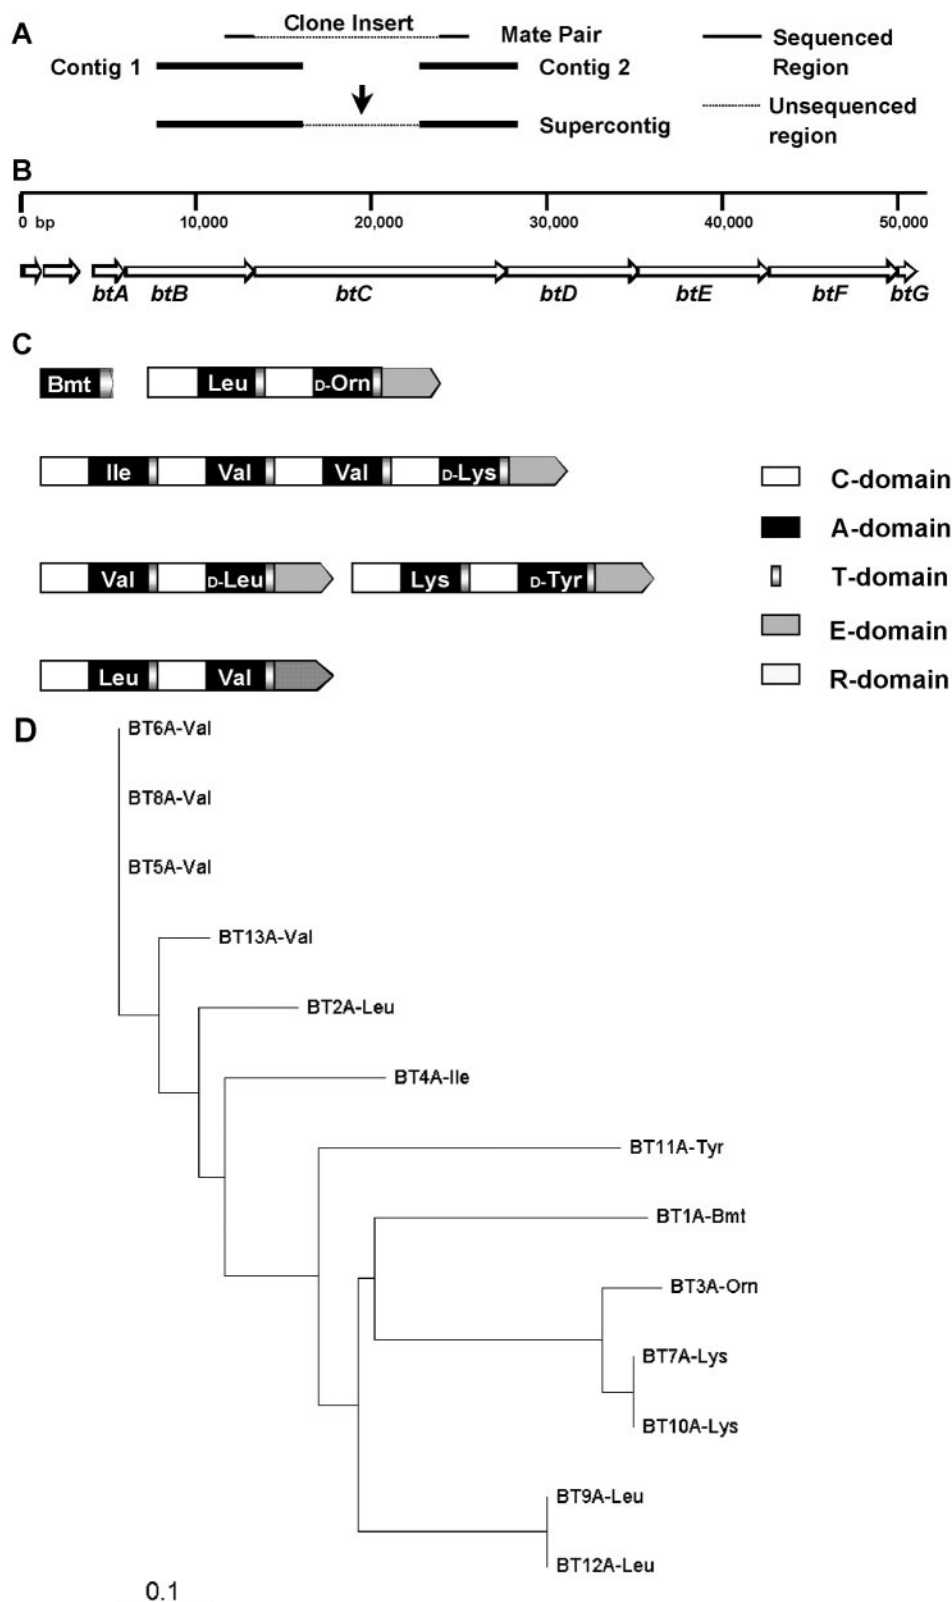 A
Clone Insert
Mate Pair
Sequenced Region
Contig 1
Contig 2
Supercontig
Unsequenced region
B
0 bp 10,000 20,000 30,000 40,000 50,000
btA btB btC btD btE btF btG
C
Bmt Leu D-Orn
Ile Val Val D-Lys
Val D-Leu Lys D-Tyr
Leu Val
C-domain
A-domain
T-domain
E-domain
R-domain
D
BT6A-Val
BT8A-Val
BT5A-Val
BT13A-Val
BT2A-Leu
BT4A-Ile
BT11A-Tyr
BT1A-Bmt
BT3A-Orn
BT7A-Lys
BT10A-Lys
BT9A-Leu
BT12A-Leu
0.1